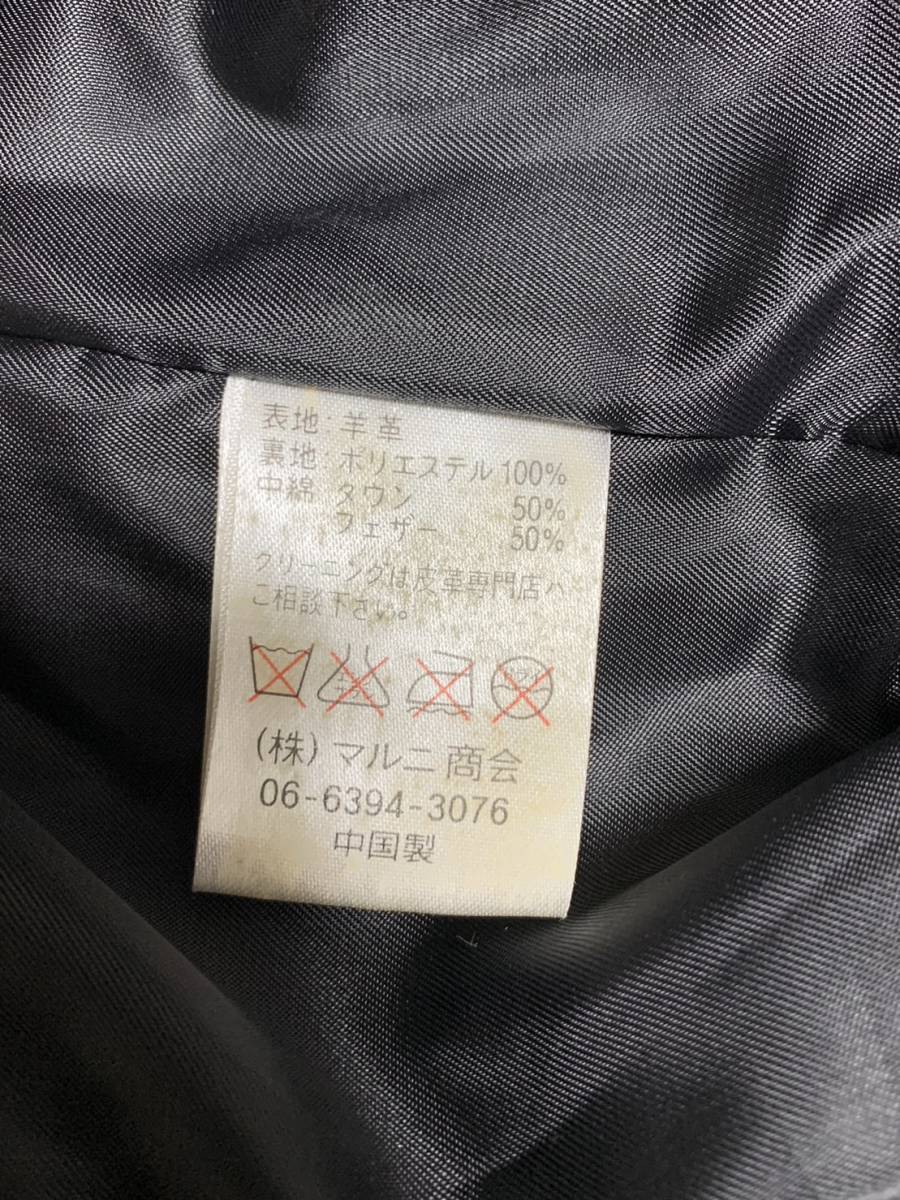 表地：羊革
裏地：ポリエステル 100%
中綿 タウン 50%
フェザー 50%
クリーニングは皮革専門店へ
ご相談下さい。
(株)マルニ商会
06-6394-3076
中国製